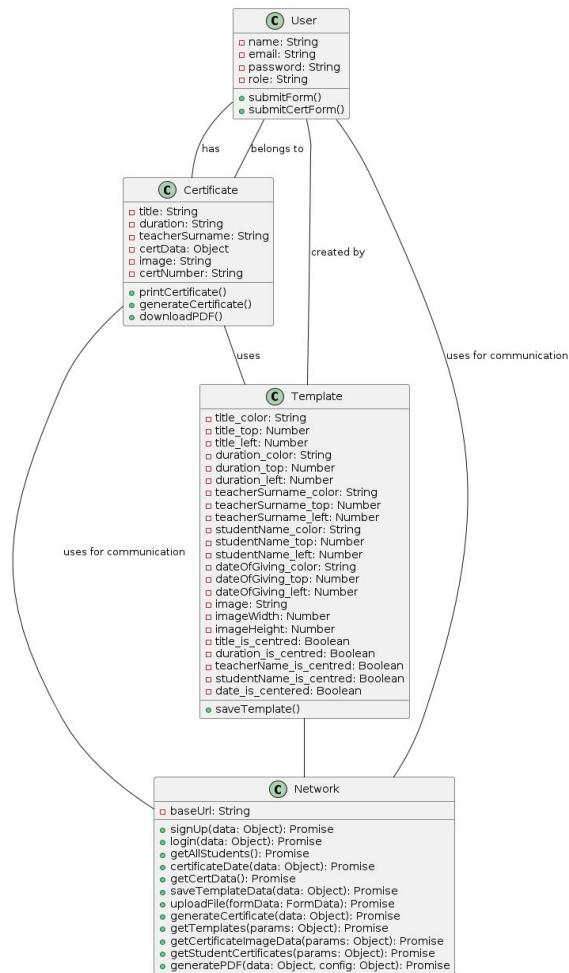 C User
name: String
email: String
password: String
role: String
submitForm()
submitCertForm()
has
belongs to
C Certificate
title: String
duration: String
teacherSurname: String
certData: Object
image: String
certNumber: String
printCertificate()
generateCertificate()
downloadPDF()
created by
uses
uses for communication
C Template
title_color: String
title_top: Number
title_left: Number
duration_color: String
duration_top: Number
duration_left: Number
teacherSurname_color: String
teacherSurname_top: Number
teacherSurname_left: Number
studentName_color: String
studentName_top: Number
studentName_left: Number
dateOfGiving_color: String
dateOfGiving_top: Number
dateOfGiving_left: Number
image: String
imageWidth: Number
imageHeight: Number
title_is_centred: Boolean
duration_is_centred: Boolean
teacherName_is_centred: Boolean
studentName_is_centred: Boolean
date_is_centered: Boolean
saveTemplate()
uses for communication
C Network
baseUrl: String
signUp(data: Object): Promise
login(data: Object): Promise
getAllStudents(): Promise
certificateDate(data: Object): Promise
getCertData(): Promise
saveTemplateData(data: Object): Promise
uploadFile(formData: FormData): Promise
generateCertificate(data: Object): Promise
getTemplates(params: Object): Promise
getCertificateImageData(params: Object): Promise
getStudentCertificates(params: Object): Promise
generatePDF(data: Object, config: Object): Promise